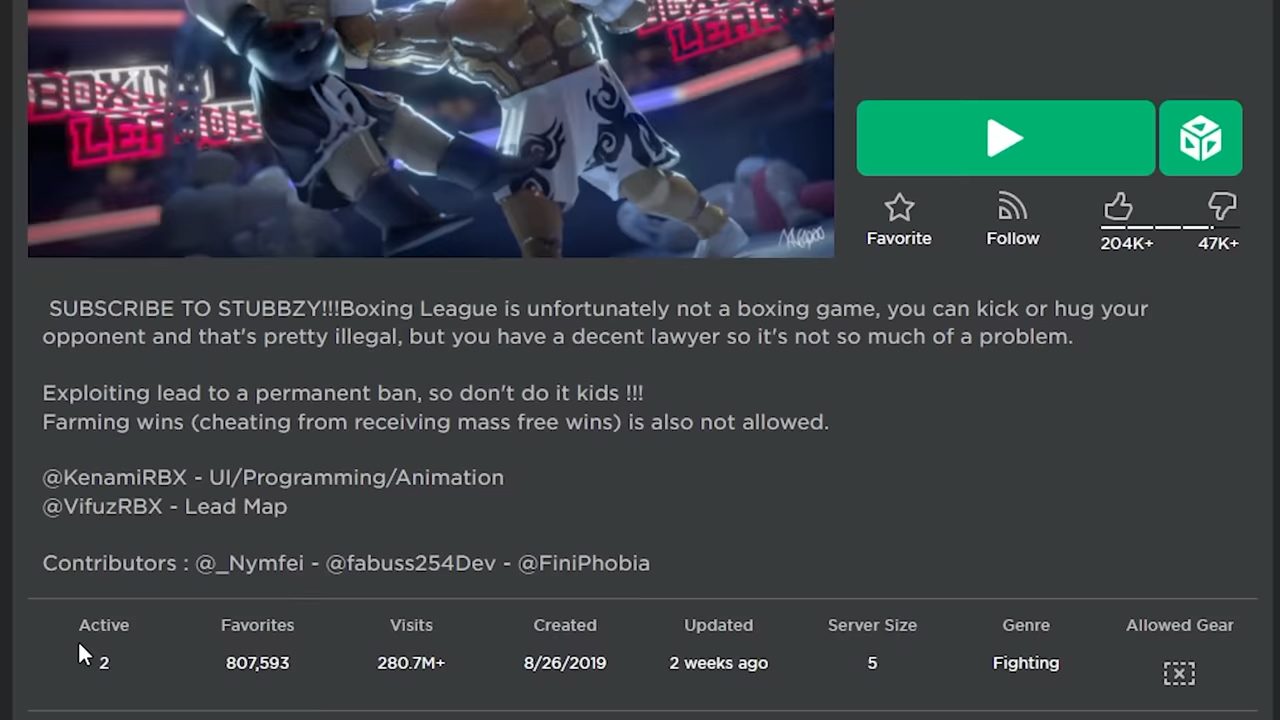 BOXING
LEAGUE
BOXING
LEAGUE
Favorite
Follow
204K+
47K+
SUBSCRIBE TO STUBBZY!!!Boxing League is unfortunately not a boxing game, you can kick or hug your
opponent and that's pretty illegal, but you have a decent lawyer so it's not so much of a problem.
Exploiting lead to a permanent ban, so don't do it kids !!!
Farming wins (cheating from receiving mass free wins) is also not allowed.
@KenamiRBX - UI/Programming/Animation
@VifuzRBX - Lead Map
Contributors : @_Nymfei - @fabuss254Dev - @FiniPhobia
Active Favorites Visits Created Updated Server Size Genre Allowed Gear
2 807,593 280.7M+ 8/26/2019 2 weeks ago 5 Fighting